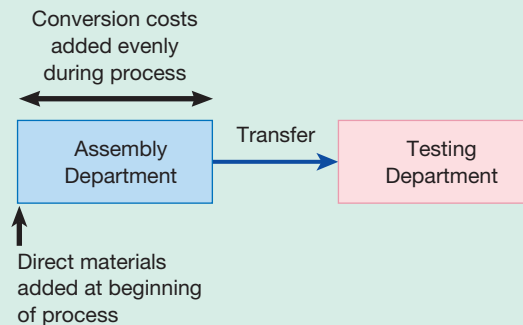 Conversion costs
added evenly
during process
Assembly
Department
Transfer
Testing
Department
Direct materials
added at beginning
of process